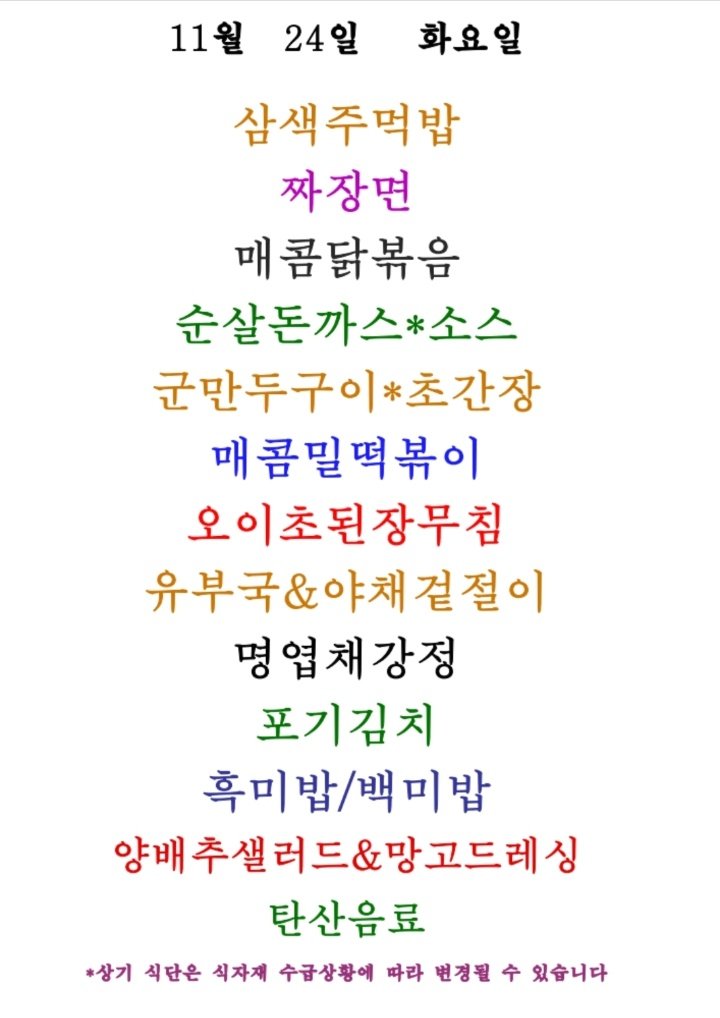 11월 24일 화요일
삼색주먹밥
짜장면
매콤닭볶음
순살돈까스*소스
군만두구이*초간장
매콤밀떡볶이
오이초된장무침
유부국&야채겉절이
명엽채강정
포기김치
흑미밥/백미밥
양배추샐러드&망고드레싱
탄산음료
*상기 식단은 식자재 수급상황에 따라 변경될 수 있습니다